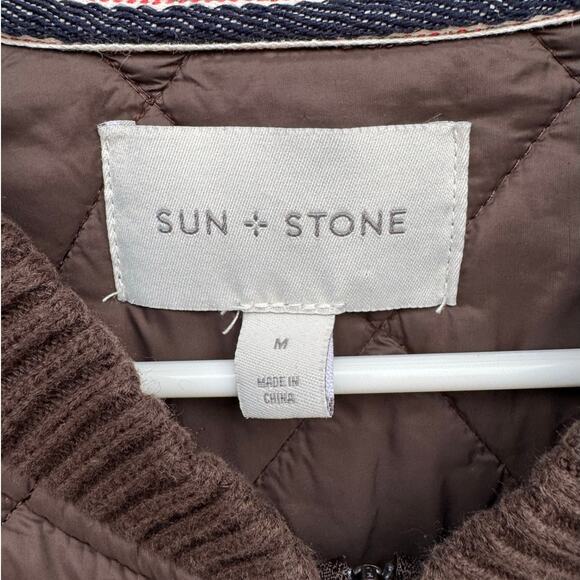 SUN + STONE
M
MADE IN
CHINA